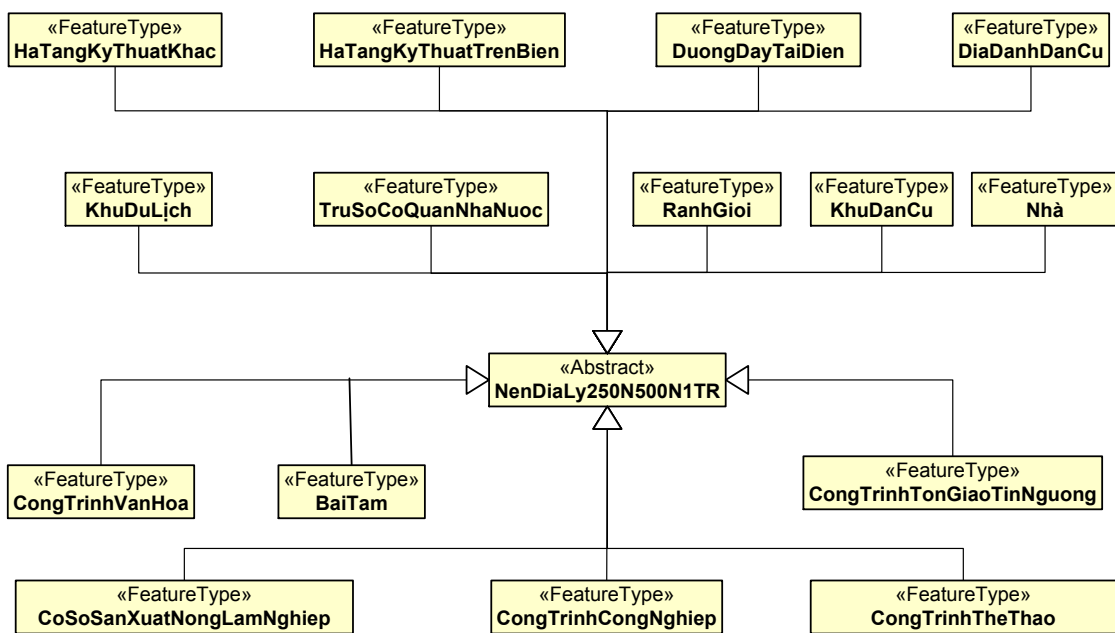 «FeatureType»
HaTangKyThuatKhac
«FeatureType»
HaTangKyThuatTrenBien
«FeatureType»
DuongDayTaiDien
«FeatureType»
DiaDanhDanCu
«FeatureType»
KhuDuLịch
«FeatureType»
TruSoCoQuanNhaNuoc
«FeatureType»
RanhGioi
«FeatureType»
KhuDanCu
«FeatureType»
Nhà
«Abstract»
NenDiaLy250N500N1TR
«FeatureType»
CongTrinhVanHoa
«FeatureType»
BaiTam
«FeatureType»
CongTrinhTonGiaoTinNguong
«FeatureType»
CoSoSanXuatNongLamNghiep
«FeatureType»
CongTrinhCongNghiep
«FeatureType»
CongTrinhTheThao